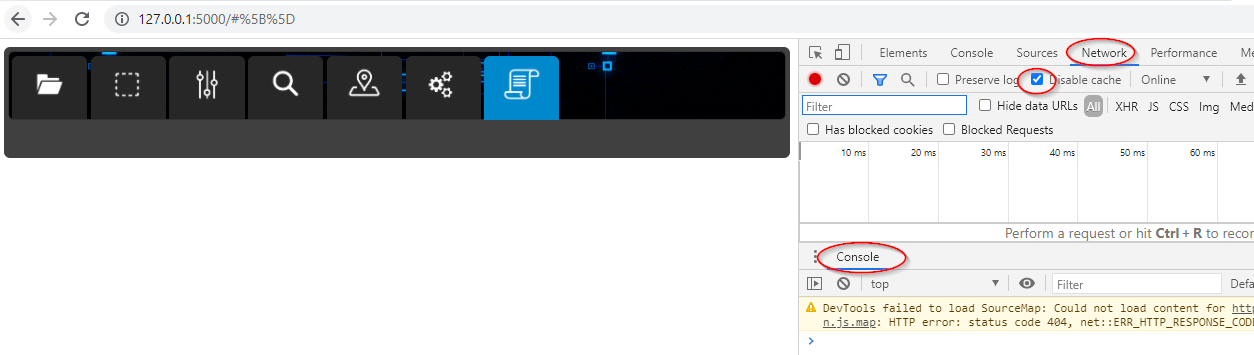 127.0.0.1:5000/#%5B%5D
Elements Console Sources Network Performance Me
Preserve log Disable cache Online
Filter Hide data URLs All XHR JS CSS Img Med
Has blocked cookies Blocked Requests
10 ms 20 ms 30 ms 40 ms 50 ms 60 ms
Perform a request or hit Ctrl + R to recor
Console
top Filter Defa
DevTools failed to load SourceMap: Could not load content for http
n.js.map: HTTP error: status code 404, net::ERR_HTTP_RESPONSE_CODE